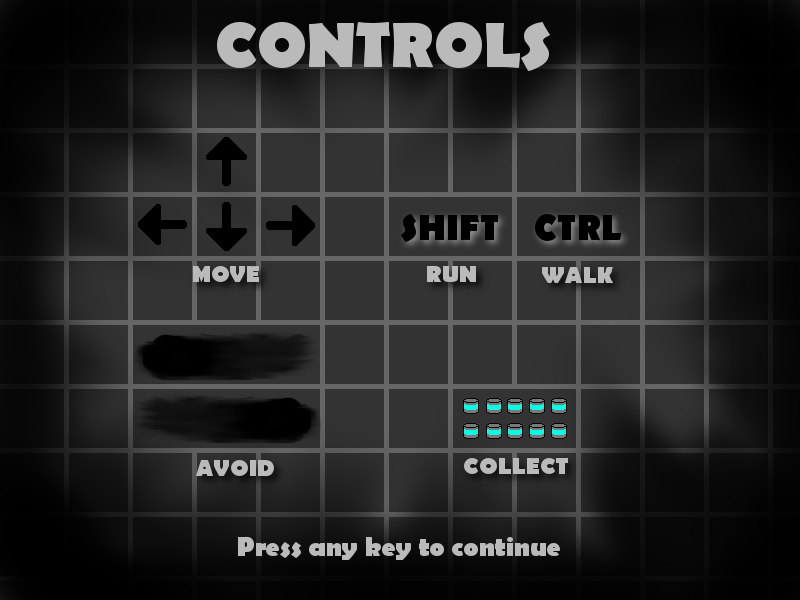 CONTROLS
SHIFT CTRL
MOVE RUN WALK
AVOID COLLECT
Press any key to continue